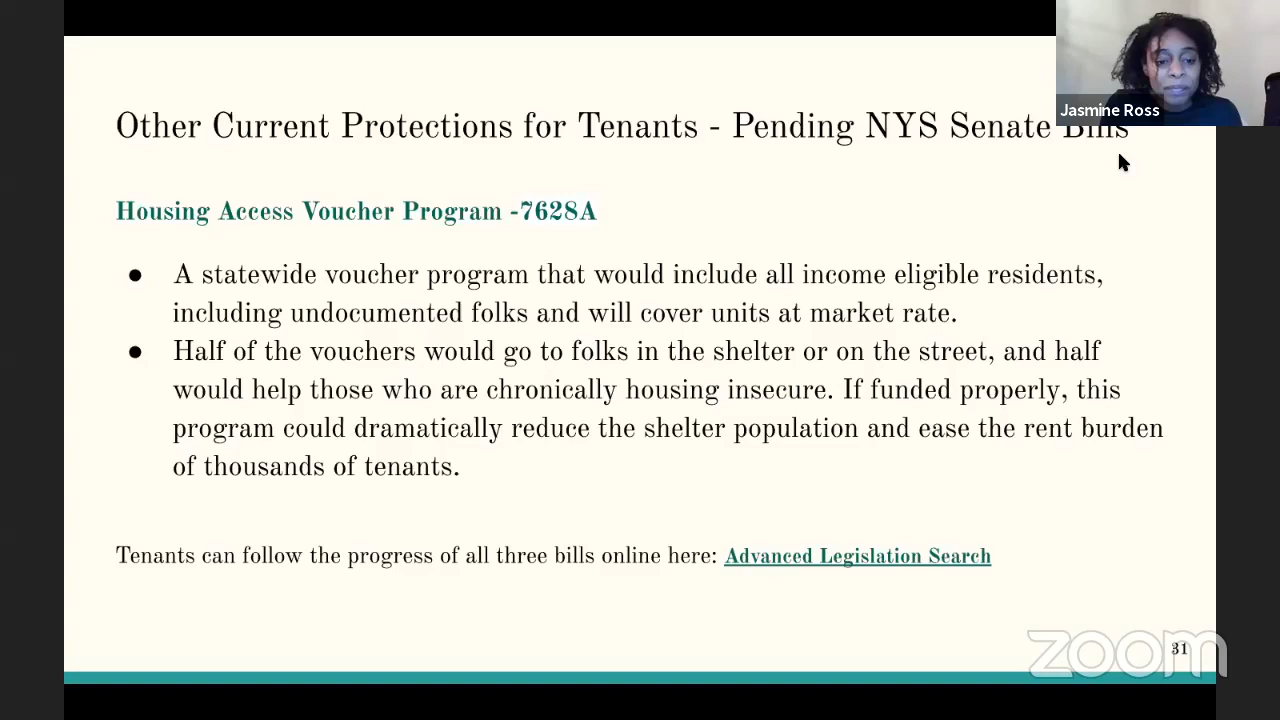 Other Current Protections for Tenants - Pending NYS Senate Bills
Jasmine Ross
Housing Access Voucher Program -7628A
● A statewide voucher program that would include all income eligible residents,
including undocumented folks and will cover units at market rate.
● Half of the vouchers would go to folks in the shelter or on the street, and half
would help those who are chronically housing insecure. If funded properly, this
program could dramatically reduce the shelter population and ease the rent burden
of thousands of tenants.
Tenants can follow the progress of all three bills online here: Advanced Legislation Search
31
zoom